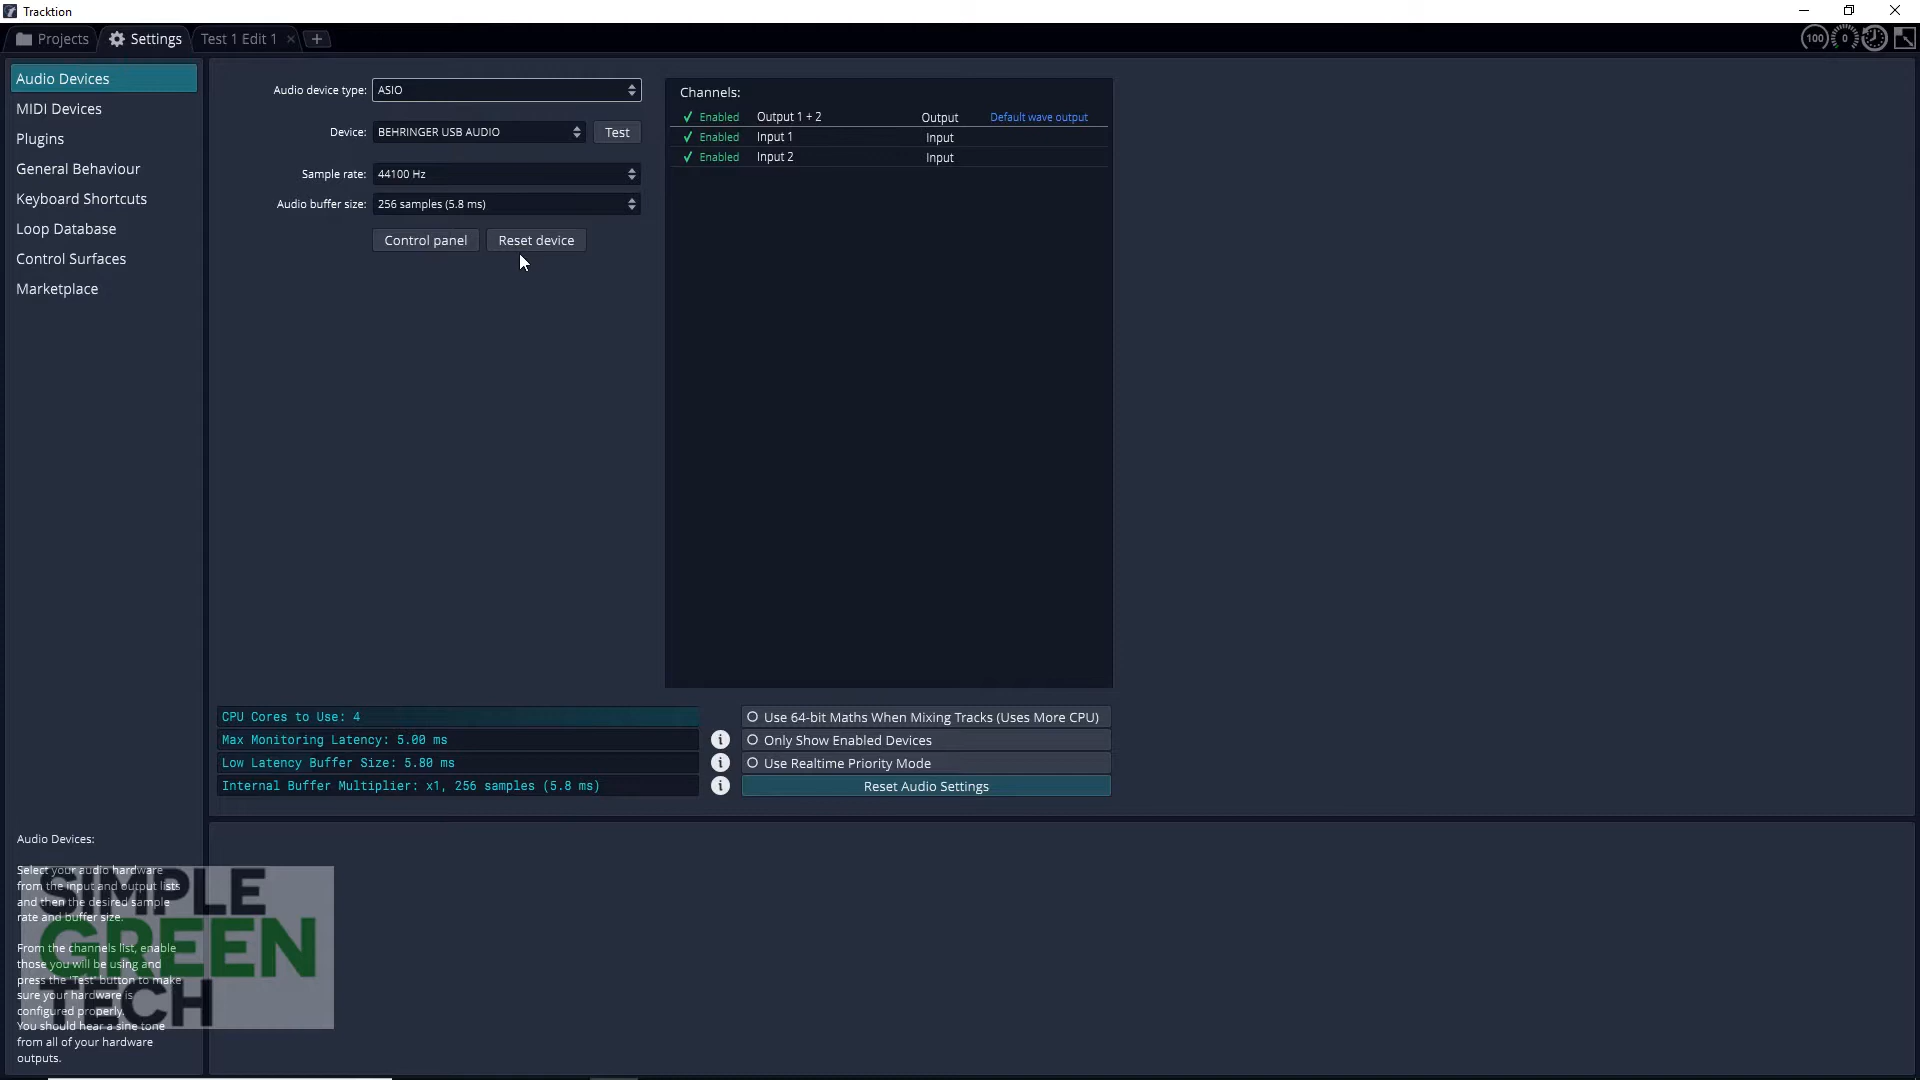 Tracktion
Projects
Settings
Test 1 Edit 1
100
0
Audio Devices
MIDI Devices
Plugins
General Behaviour
Keyboard Shortcuts
Loop Database
Control Surfaces
Marketplace
Audio device type: ASIO
Device: BEHRINGER USB AUDIO Test
Sample rate: 44100 Hz
Audio buffer size: 256 samples (5.8 ms)
Control panel Reset device
Channels:
Enabled Output 1 + 2 Output Default wave output
Enabled Input 1 Input
Enabled Input 2 Input
CPU Cores to Use: 4
Max Monitoring Latency: 5.00 ms
Low Latency Buffer Size: 5.80 ms
Internal Buffer Multiplier: x1, 256 samples (5.8 ms)
Use 64-bit Maths When Mixing Tracks (Uses More CPU)
Only Show Enabled Devices
Use Realtime Priority Mode
Reset Audio Settings
Audio Devices:
Select your audio hardware
from the input and output lists
and then the desired sample
rate and buffer size.
From the channels list, enable
those you will be using and
press the 'Test' button to make
sure your hardware is
configured properly.
You should hear a sine tone
from all of your hardware
outputs.
SIMPLE
GREEN
TECH